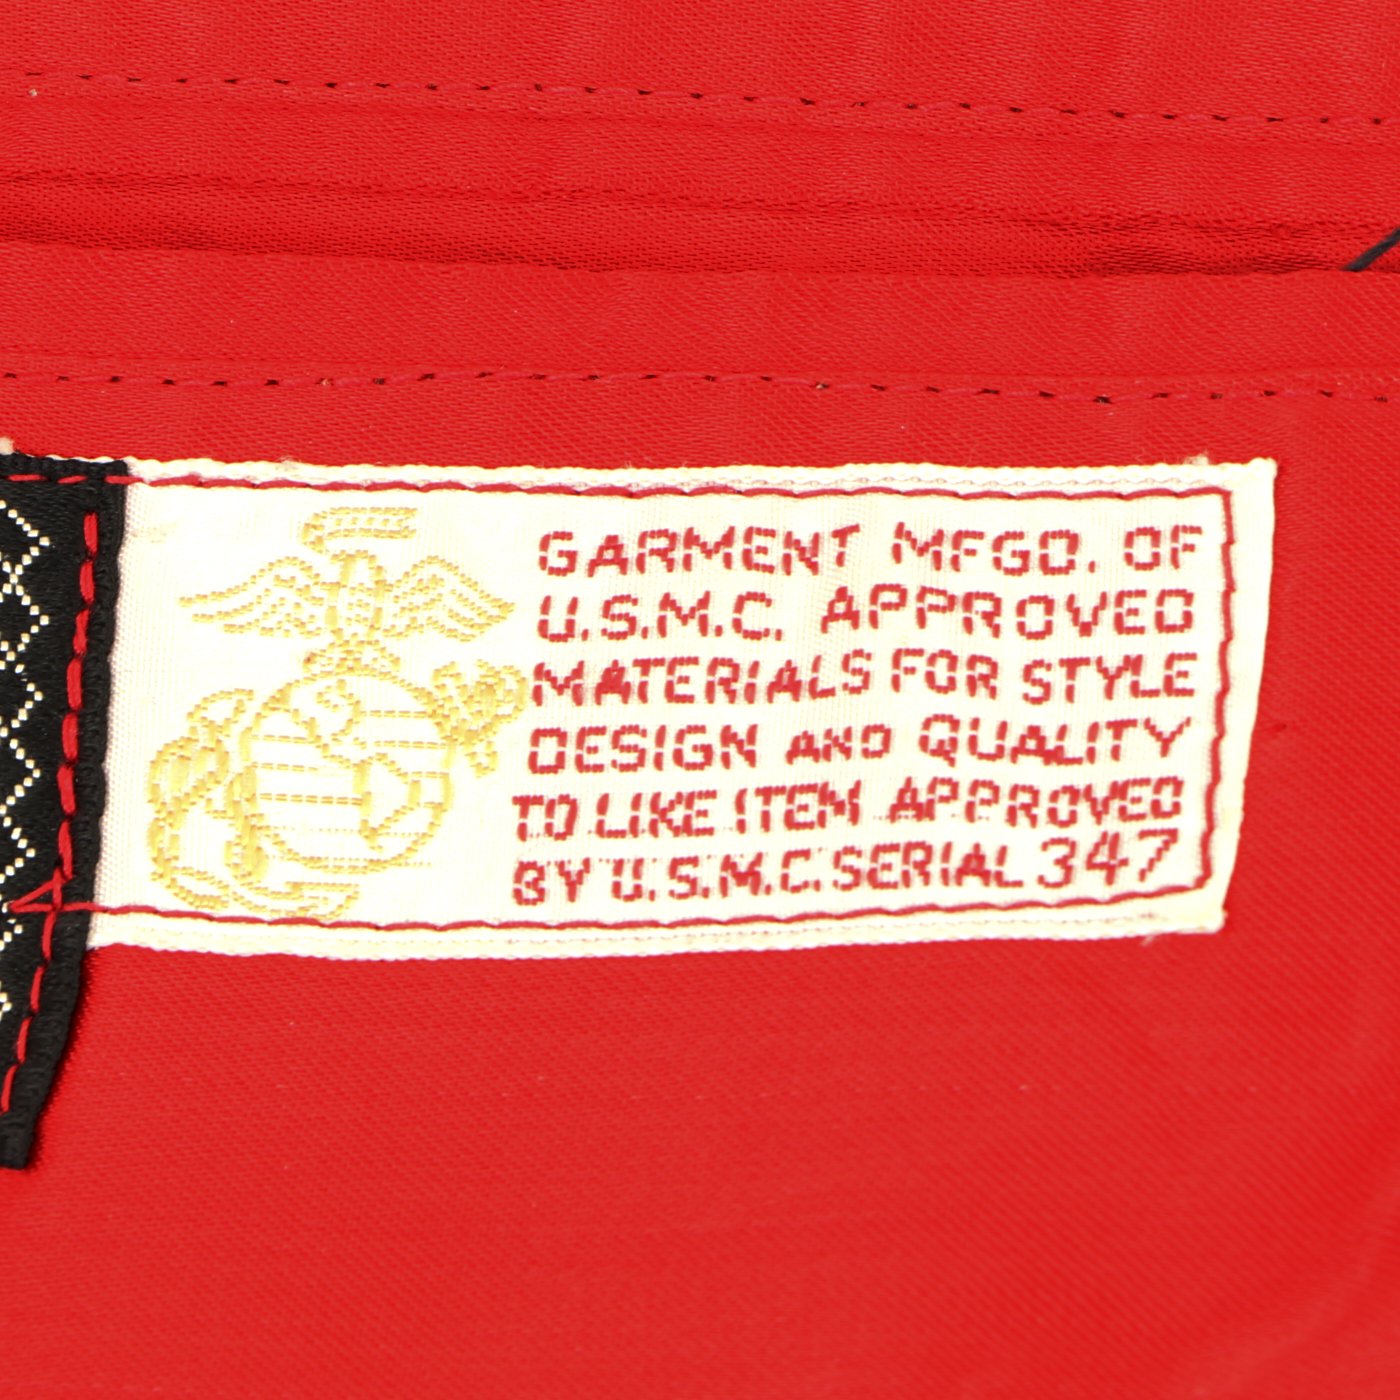 GARMENT MFGD. OF
U.S.M.C. APPROVED
MATERIALS FOR STYLE
DESIGN AND QUALITY
TO LIKE ITEM APPROVED
BY U.S.M.C. SERIAL 347